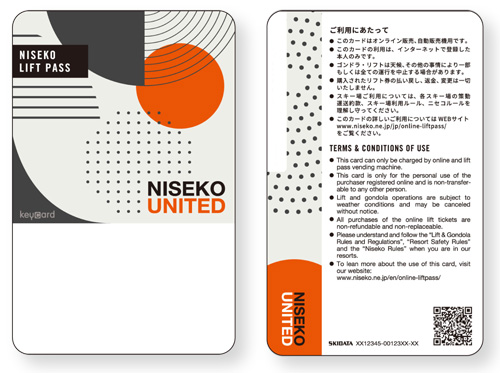 NISEKO
LIFT PASS
NISEKO
UNITED
keycard
ご利用にあたって
● このカードはオンライン販売、自動販売機用です。
● このカードの利用は、インターネットで登録した
本人のみです。
● ゴンドラ・リフトは天候、その他の事情により一部
もしくは全ての運行を中止する場合があります。
● 購入されたリフト券の払い戻し、返金、変更は一切
いたしません。
● スキー場ご利用については、各スキー場の索動
運送約款、スキー場利用ルール、ニセコルールを
理解し守ってください。
● このカードの詳しいご利用については WEBサイト
www.niseko.ne.jp/jp/online-liftpass/
をご覧ください。
TERMS & CONDITIONS OF USE
● This card can only be charged by online and lift
pass vending machine.
● This card is only for the personal use of the
purchaser registered online and is non-transfer-
able to any other person.
● Lift and gondola operations are subject to
weather conditions and may be canceled
without notice.
● All purchases of the online lift tickets are
non-refundable and non-replaceable.
● Please understand and follow the "Lift & Gondola
Rules and Regulations", "Resort Safety Rules"
and the "Niseko Rules" when you are in our
resorts.
● To lean more about the use of this card, visit
our website:
www.niseko.ne.jp/en/online-liftpass/
NISEKO
UNITED
SKIDATA XX12345-00123XX-XX